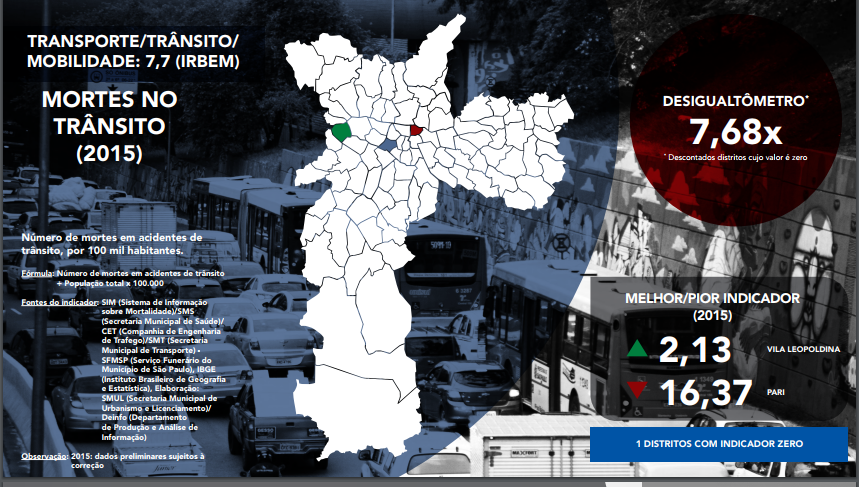 TRANSPORTE/TRÂNSITO/
MOBILIDADE: 7,7 (IRBEM)
MORTES NO
TRÂNSITO
(2015)
Número de mortes em acidentes de
trânsito, por 100 mil habitantes.
Fórmula: Número de mortes em acidentes de trânsito
÷ População total x 100.000
Fontes do indicador: SIM (Sistema de Informação
sobre Mortalidade)/SMS
(Secretaria Municipal de Saúde)/
CET (Companhia de Engenharia
de Trafego)/SMT (Secretaria
Municipal de Transporte) •
SFMSP (Serviço Funerário do
Município de São Paulo), IBGE
(Instituto Brasileiro de Geografia
e Estatística), Elaboração:
SMUL (Secretaria Municipal de
Urbanismo e Licenciamento)/
Deinfo (Departamento
de Produção e Análise de
Informação)
Observação: 2015: dados preliminares sujeitos à
correção
DESIGUALTÔMETRO*
7,68x
* Descontados distritos cujo valor é zero
MELHOR/PIOR INDICADOR
(2015)
2,13 VILA LEOPOLDINA
16,37 PARI
1 DISTRITOS COM INDICADOR ZERO